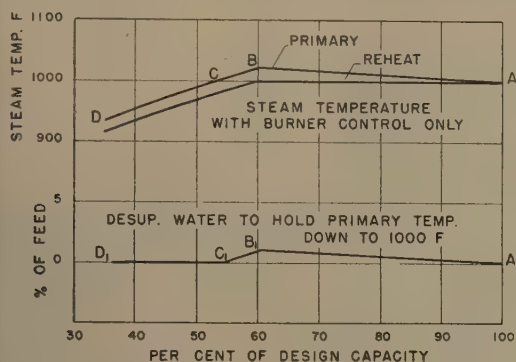 STEAM TEMP. F
1100
1000
900
B
PRIMARY
C
REHEAT
A
D
STEAM TEMPERATURE
WITH BURNER CONTROL ONLY
% OF FEED
5
0
DESUP. WATER TO HOLD PRIMARY TEMP.
DOWN TO 1000 F
D₁
C₁
B₁
A
30 40 50 60 70 80 90 100
PER CENT OF DESIGN CAPACITY